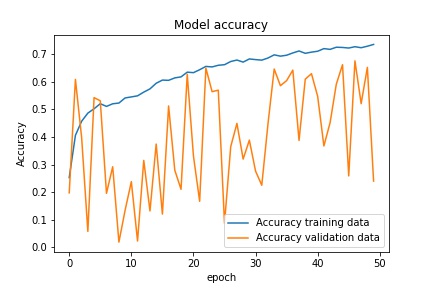 Model accuracy
Accuracy
0.7
0.6
0.5
0.4
0.3
0.2
0.1
0.0
Accuracy training data
Accuracy validation data
0 10 20 30 40 50
epoch